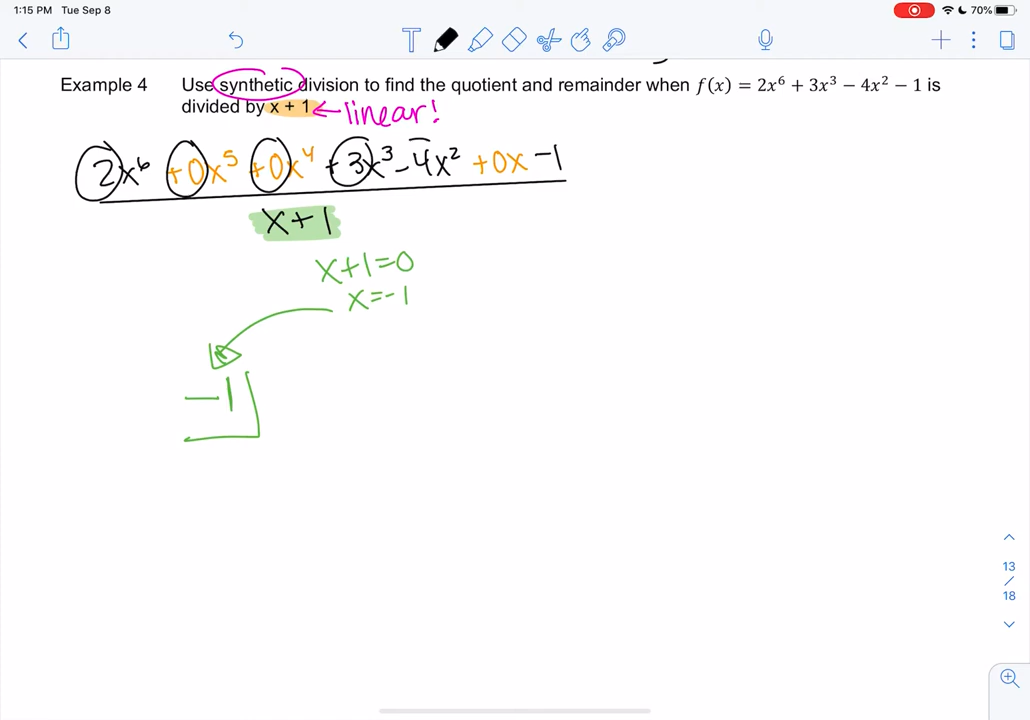 1:15 PM Tue Sep 8
70%
Example 4 Use synthetic division to find the quotient and remainder when f(x) = 2x⁶ + 3x³ − 4x² − 1 is
divided by x + 1 ← linear!
2x⁶ +0x⁵ +0x⁴ +3x³ −4x² +0x −1
x+1
x+1=0
x=-1
-1
13
/
18